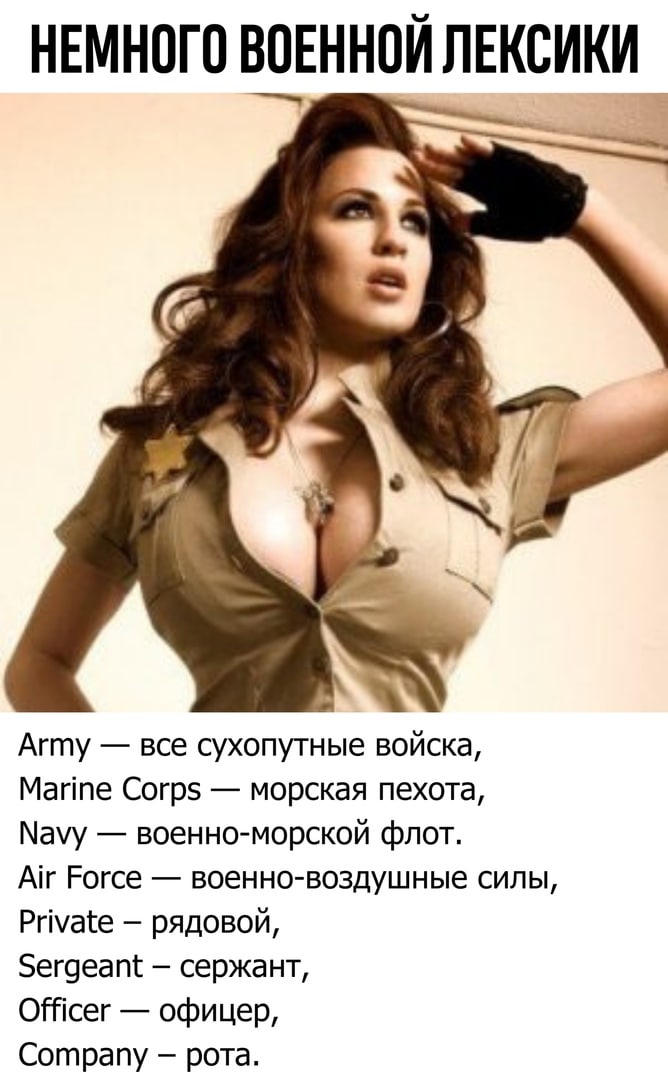 НЕМНОГО ВОЕННОЙ ЛЕКСИКИ
Army — все сухопутные войска,
Marine Corps — морская пехота,
Navy — военно-морской флот.
Air Force — военно-воздушные силы,
Private – рядовой,
Sergeant – сержант,
Officer — офицер,
Company – рота.